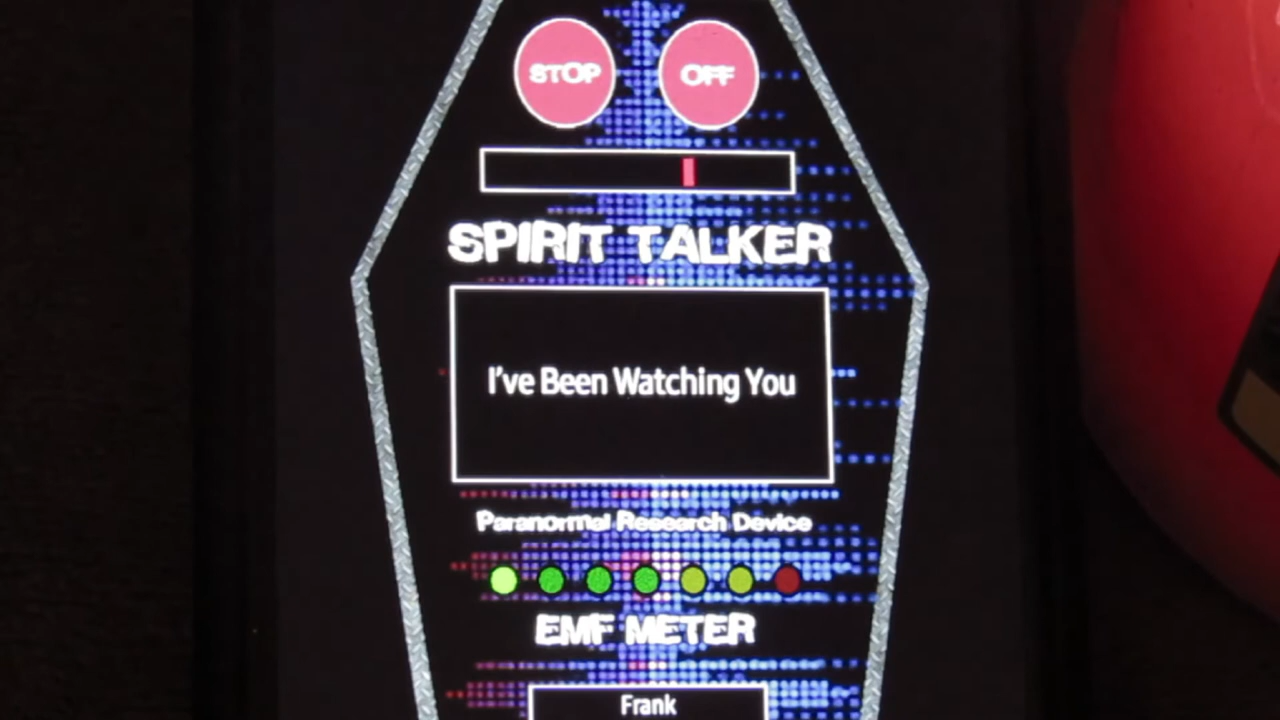 STOP OFF
SPIRIT TALKER
I've Been Watching You
Paranormal Research Device
EMF METER
Frank